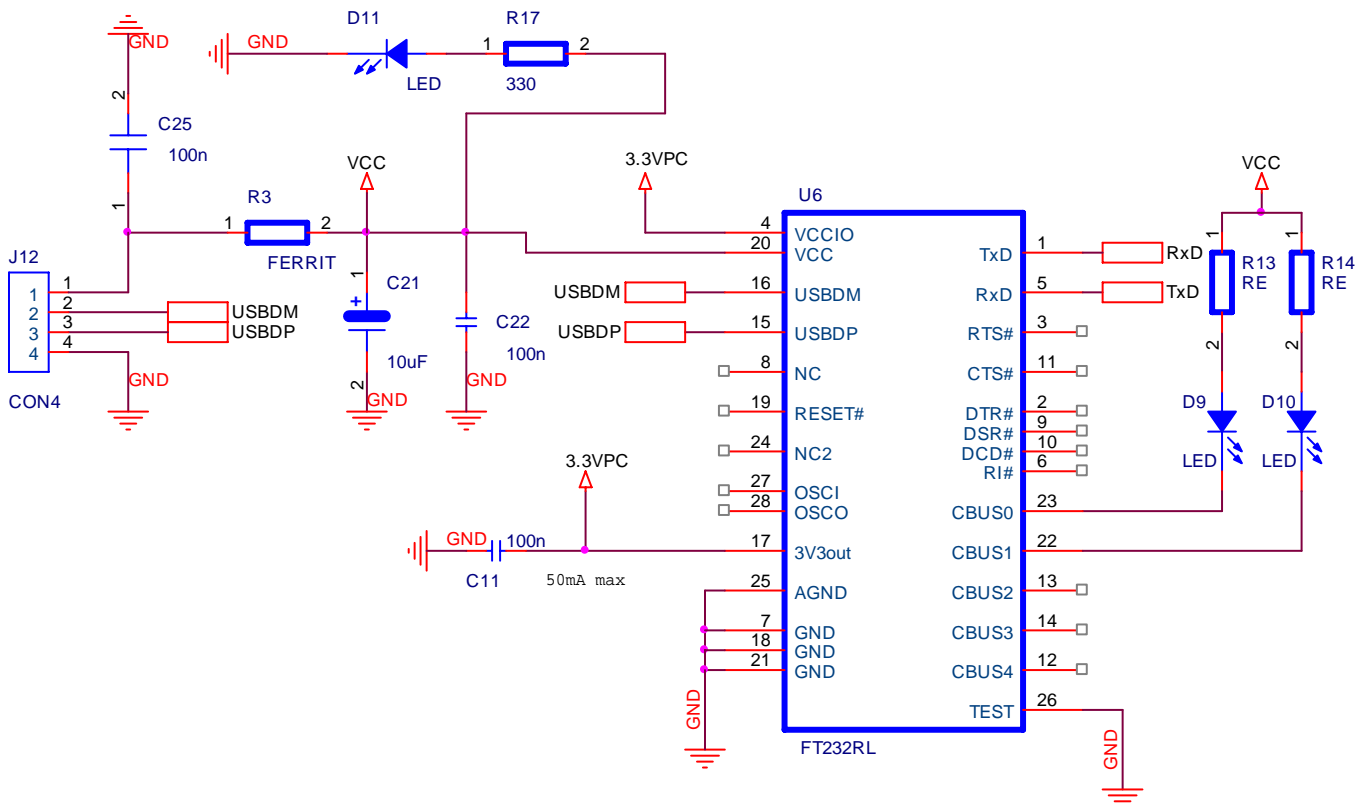 GND
2
C25
100n
1
GND
D11
LED
1
R17
2
330
VCC
R3
1
2
FERRIT
J12
1
2
3
4
1
2
3
4
CON4
USBDM
USBDP
GND
1
+
C21
10uF
2
GND
C22
100n
GND
3.3VPC
USBDM
USBDP
3.3VPC
GND
100n
C11
50mA max
U6
4 VCCIO
20 VCC
16 USBDM
15 USBDP
8 NC
19 RESET#
24 NC2
27 OSCI
28 OSCO
17 3V3out
25 AGND
7 GND
18 GND
21 GND
GND
FT232RL
TxD 1 RxD
RxD 5 TxD
RTS# 3
CTS# 11
DTR# 2
DSR# 9
DCD# 10
RI# 6
CBUS0 23
CBUS1 22
CBUS2 13
CBUS3 14
CBUS4 12
TEST 26
GND
VCC
1
R13
RE
2
D9
LED
1
R14
RE
2
D10
LED